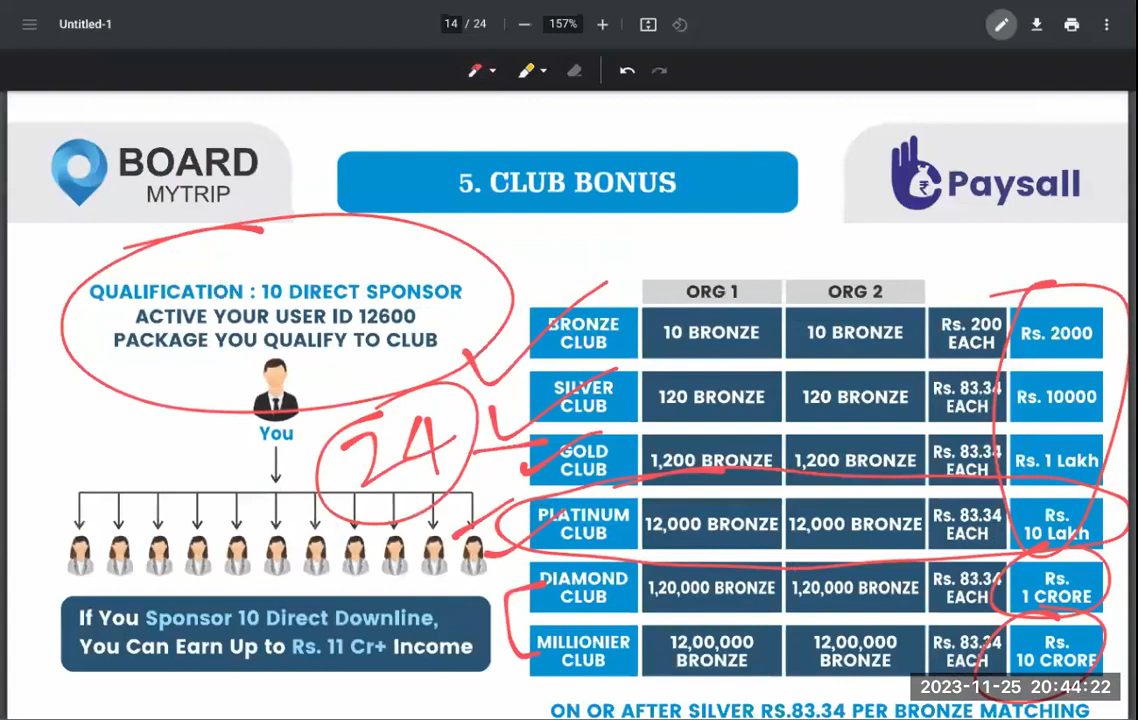 Untitled-1
14 / 24
157%
BOARD
MYTRIP
5. CLUB BONUS
Paysall
QUALIFICATION : 10 DIRECT SPONSOR
ACTIVE YOUR USER ID 12600
PACKAGE YOU QUALIFY TO CLUB
You
24
If You Sponsor 10 Direct Downline,
You Can Earn Up to Rs. 11 Cr+ Income
ORG 1 ORG 2
BRONZE CLUB 10 BRONZE 10 BRONZE Rs. 200 EACH Rs. 2000
SILVER CLUB 120 BRONZE 120 BRONZE Rs. 83.34 EACH Rs. 10000
GOLD CLUB 1,200 BRONZE 1,200 BRONZE Rs. 83.34 EACH Rs. 1 Lakh
PLATINUM CLUB 12,000 BRONZE 12,000 BRONZE Rs. 83.34 EACH Rs. 10 Lakh
DIAMOND CLUB 1,20,000 BRONZE 1,20,000 BRONZE Rs. 83.34 EACH Rs. 1 CRORE
MILLIONIER CLUB 12,00,000 BRONZE 12,00,000 BRONZE Rs. 83.34 EACH Rs. 10 CRORE
2023-11-25 20:44:22
ON OR AFTER SILVER RS.83.34 PER BRONZE MATCHING